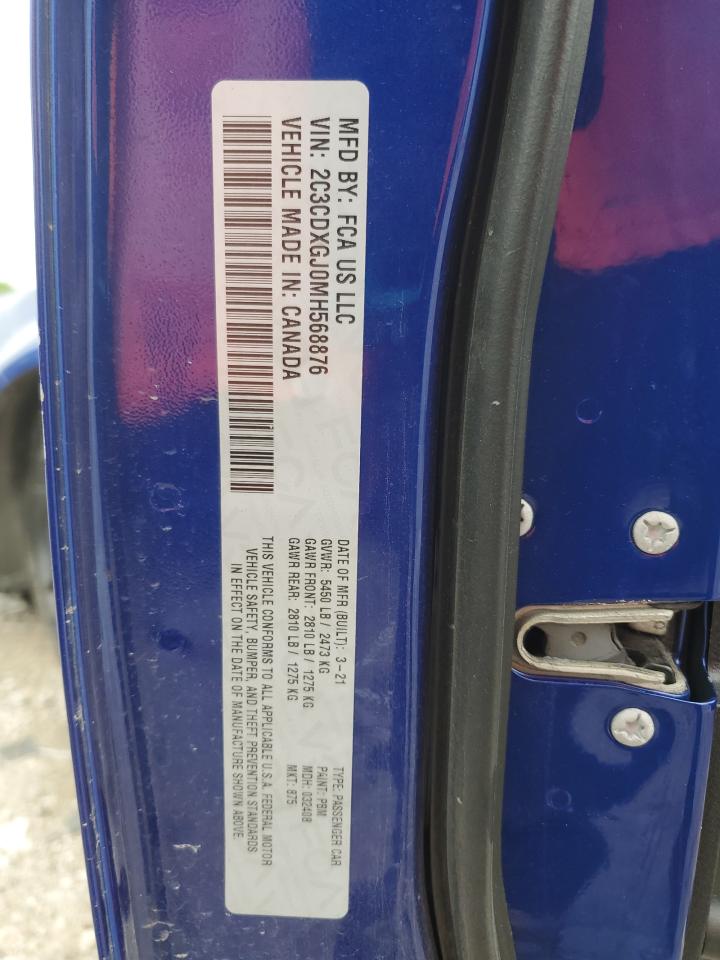 MFD BY: FCA US LLC
VIN: 2C3CDXGJ0MH568876
VEHICLE MADE IN: CANADA
DATE OF MFR (BUILT): 3-21
GVWR: 5450 LB / 2473 KG
GAWR FRONT: 2810 LB / 1275 KG
GAWR REAR: 2810 LB / 1275 KG
THIS VEHICLE CONFORMS TO ALL APPLICABLE U.S.A. FEDERAL MOTOR
VEHICLE SAFETY, BUMPER, AND THEFT PREVENTION STANDARDS
IN EFFECT ON THE DATE OF MANUFACTURE SHOWN ABOVE.
TYPE: PASSENGER CAR
PAINT: PBM
MDH: 032408
MKT: 875